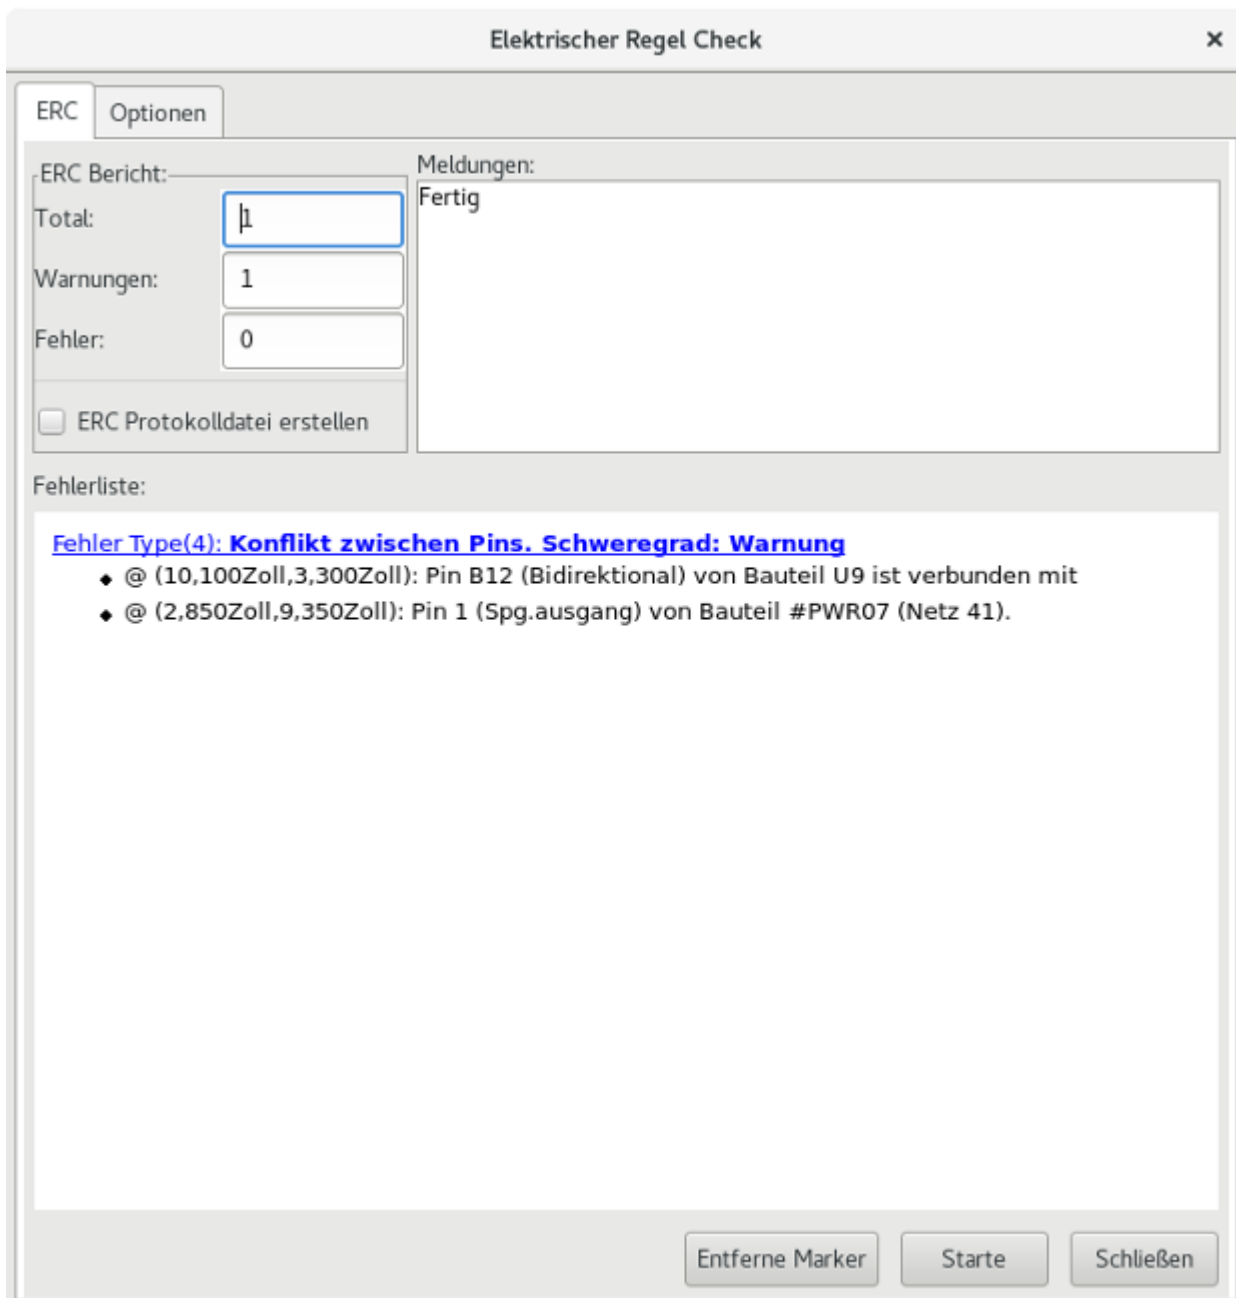 Elektrischer Regel Check ×
ERC Optionen
ERC Bericht:
Total: 1
Warnungen: 1
Fehler: 0
ERC Protokolldatei erstellen
Meldungen:
Fertig
Fehlerliste:
Fehler Type(4): Konflikt zwischen Pins. Schweregrad: Warnung
◆ @ (10,100Zoll,3,300Zoll): Pin B12 (Bidirektional) von Bauteil U9 ist verbunden mit
◆ @ (2,850Zoll,9,350Zoll): Pin 1 (Spg.ausgang) von Bauteil #PWR07 (Netz 41).
Entferne Marker Starte Schließen